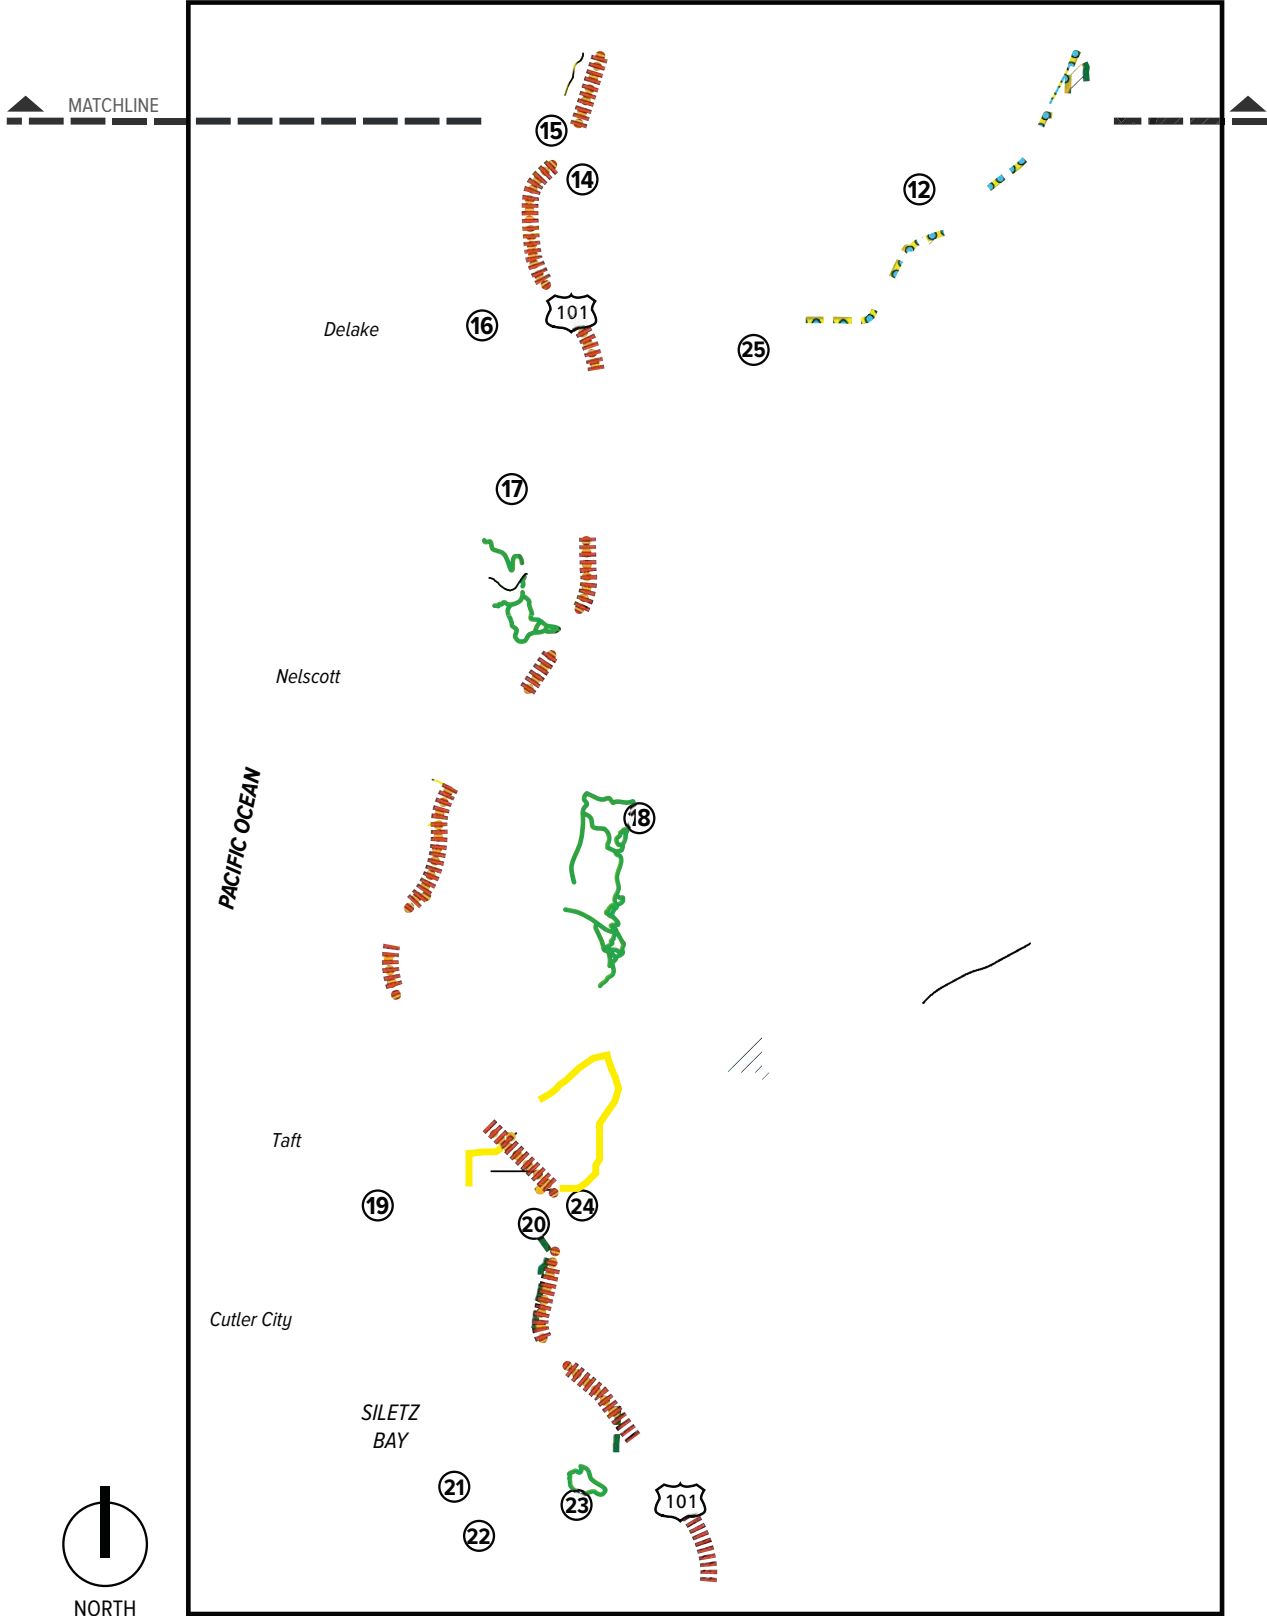 MATCHLINE
15
14
12
101
16
Delake
25
17
Nelscott
PACIFIC OCEAN
18
Taft
19
24
20
Cutler City
SILETZ
BAY
21
101
23
22
NORTH